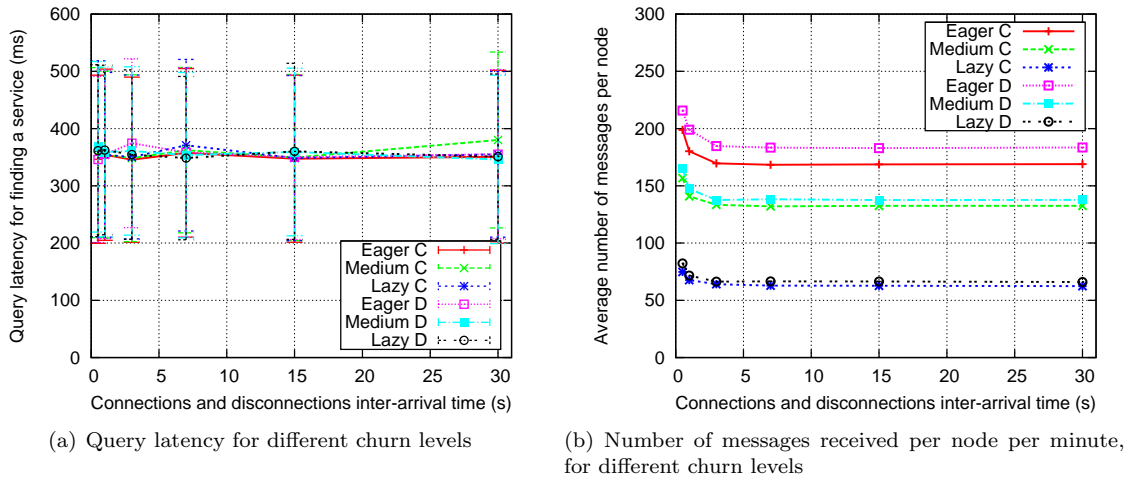 Query latency for finding a service (ms)
600
500
400
300
200
100
0
Eager C
Medium C
Lazy C
Eager D
Medium D
Lazy D
0 5 10 15 20 25 30
Connections and disconnections inter-arrival time (s)
(a) Query latency for different churn levels
Average number of messages per node
300
250
200
150
100
50
0
Eager C
Medium C
Lazy C
Eager D
Medium D
Lazy D
0 5 10 15 20 25 30
Connections and disconnections inter-arrival time (s)
(b) Number of messages received per node per minute,
for different churn levels